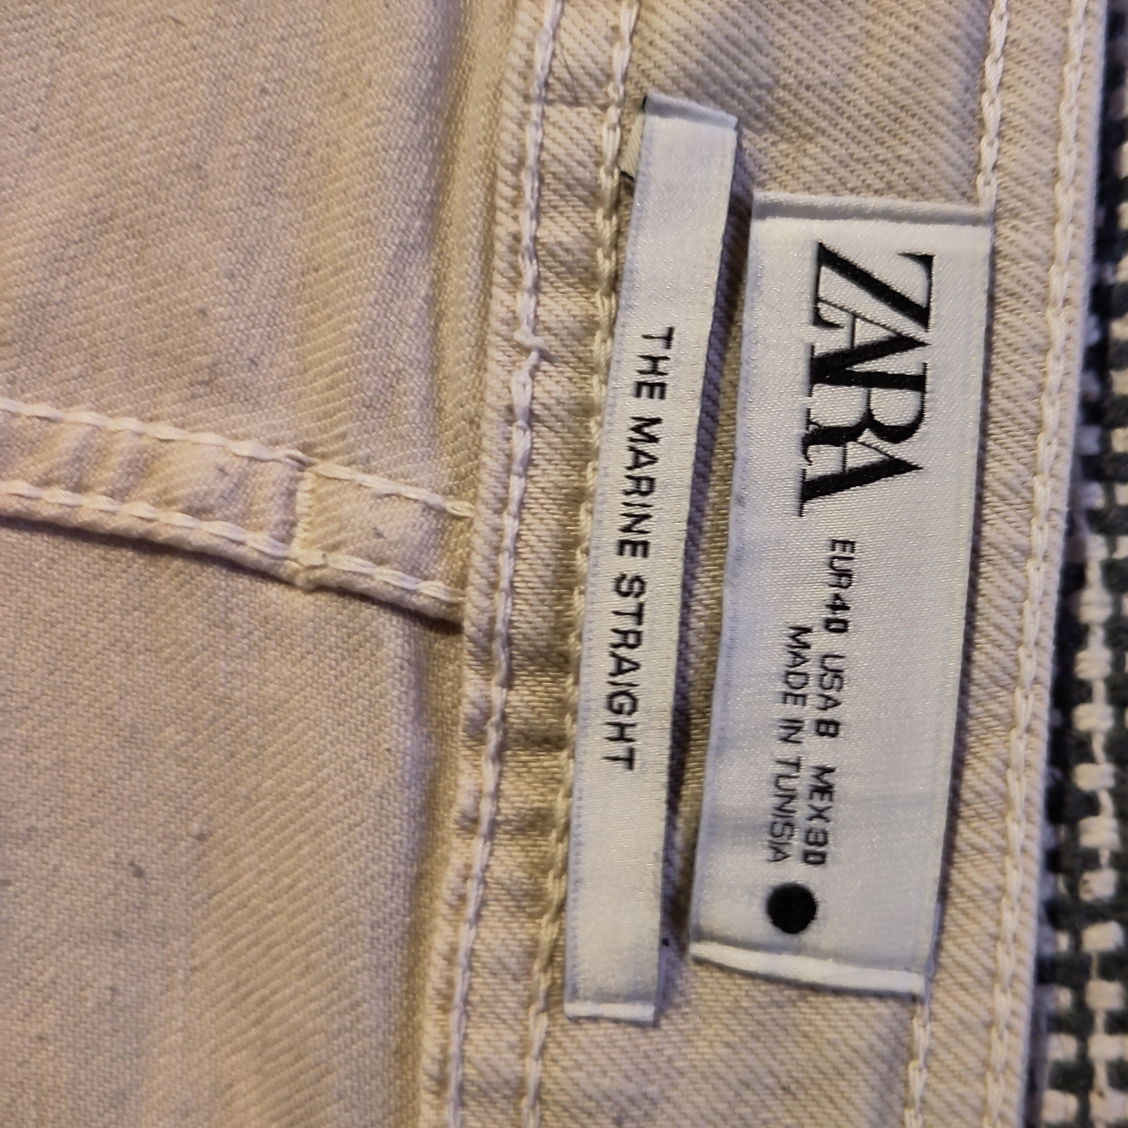 ZARA
EUR 40 USA 8 MEX 30
MADE IN TUNISIA
THE MARINE STRAIGHT